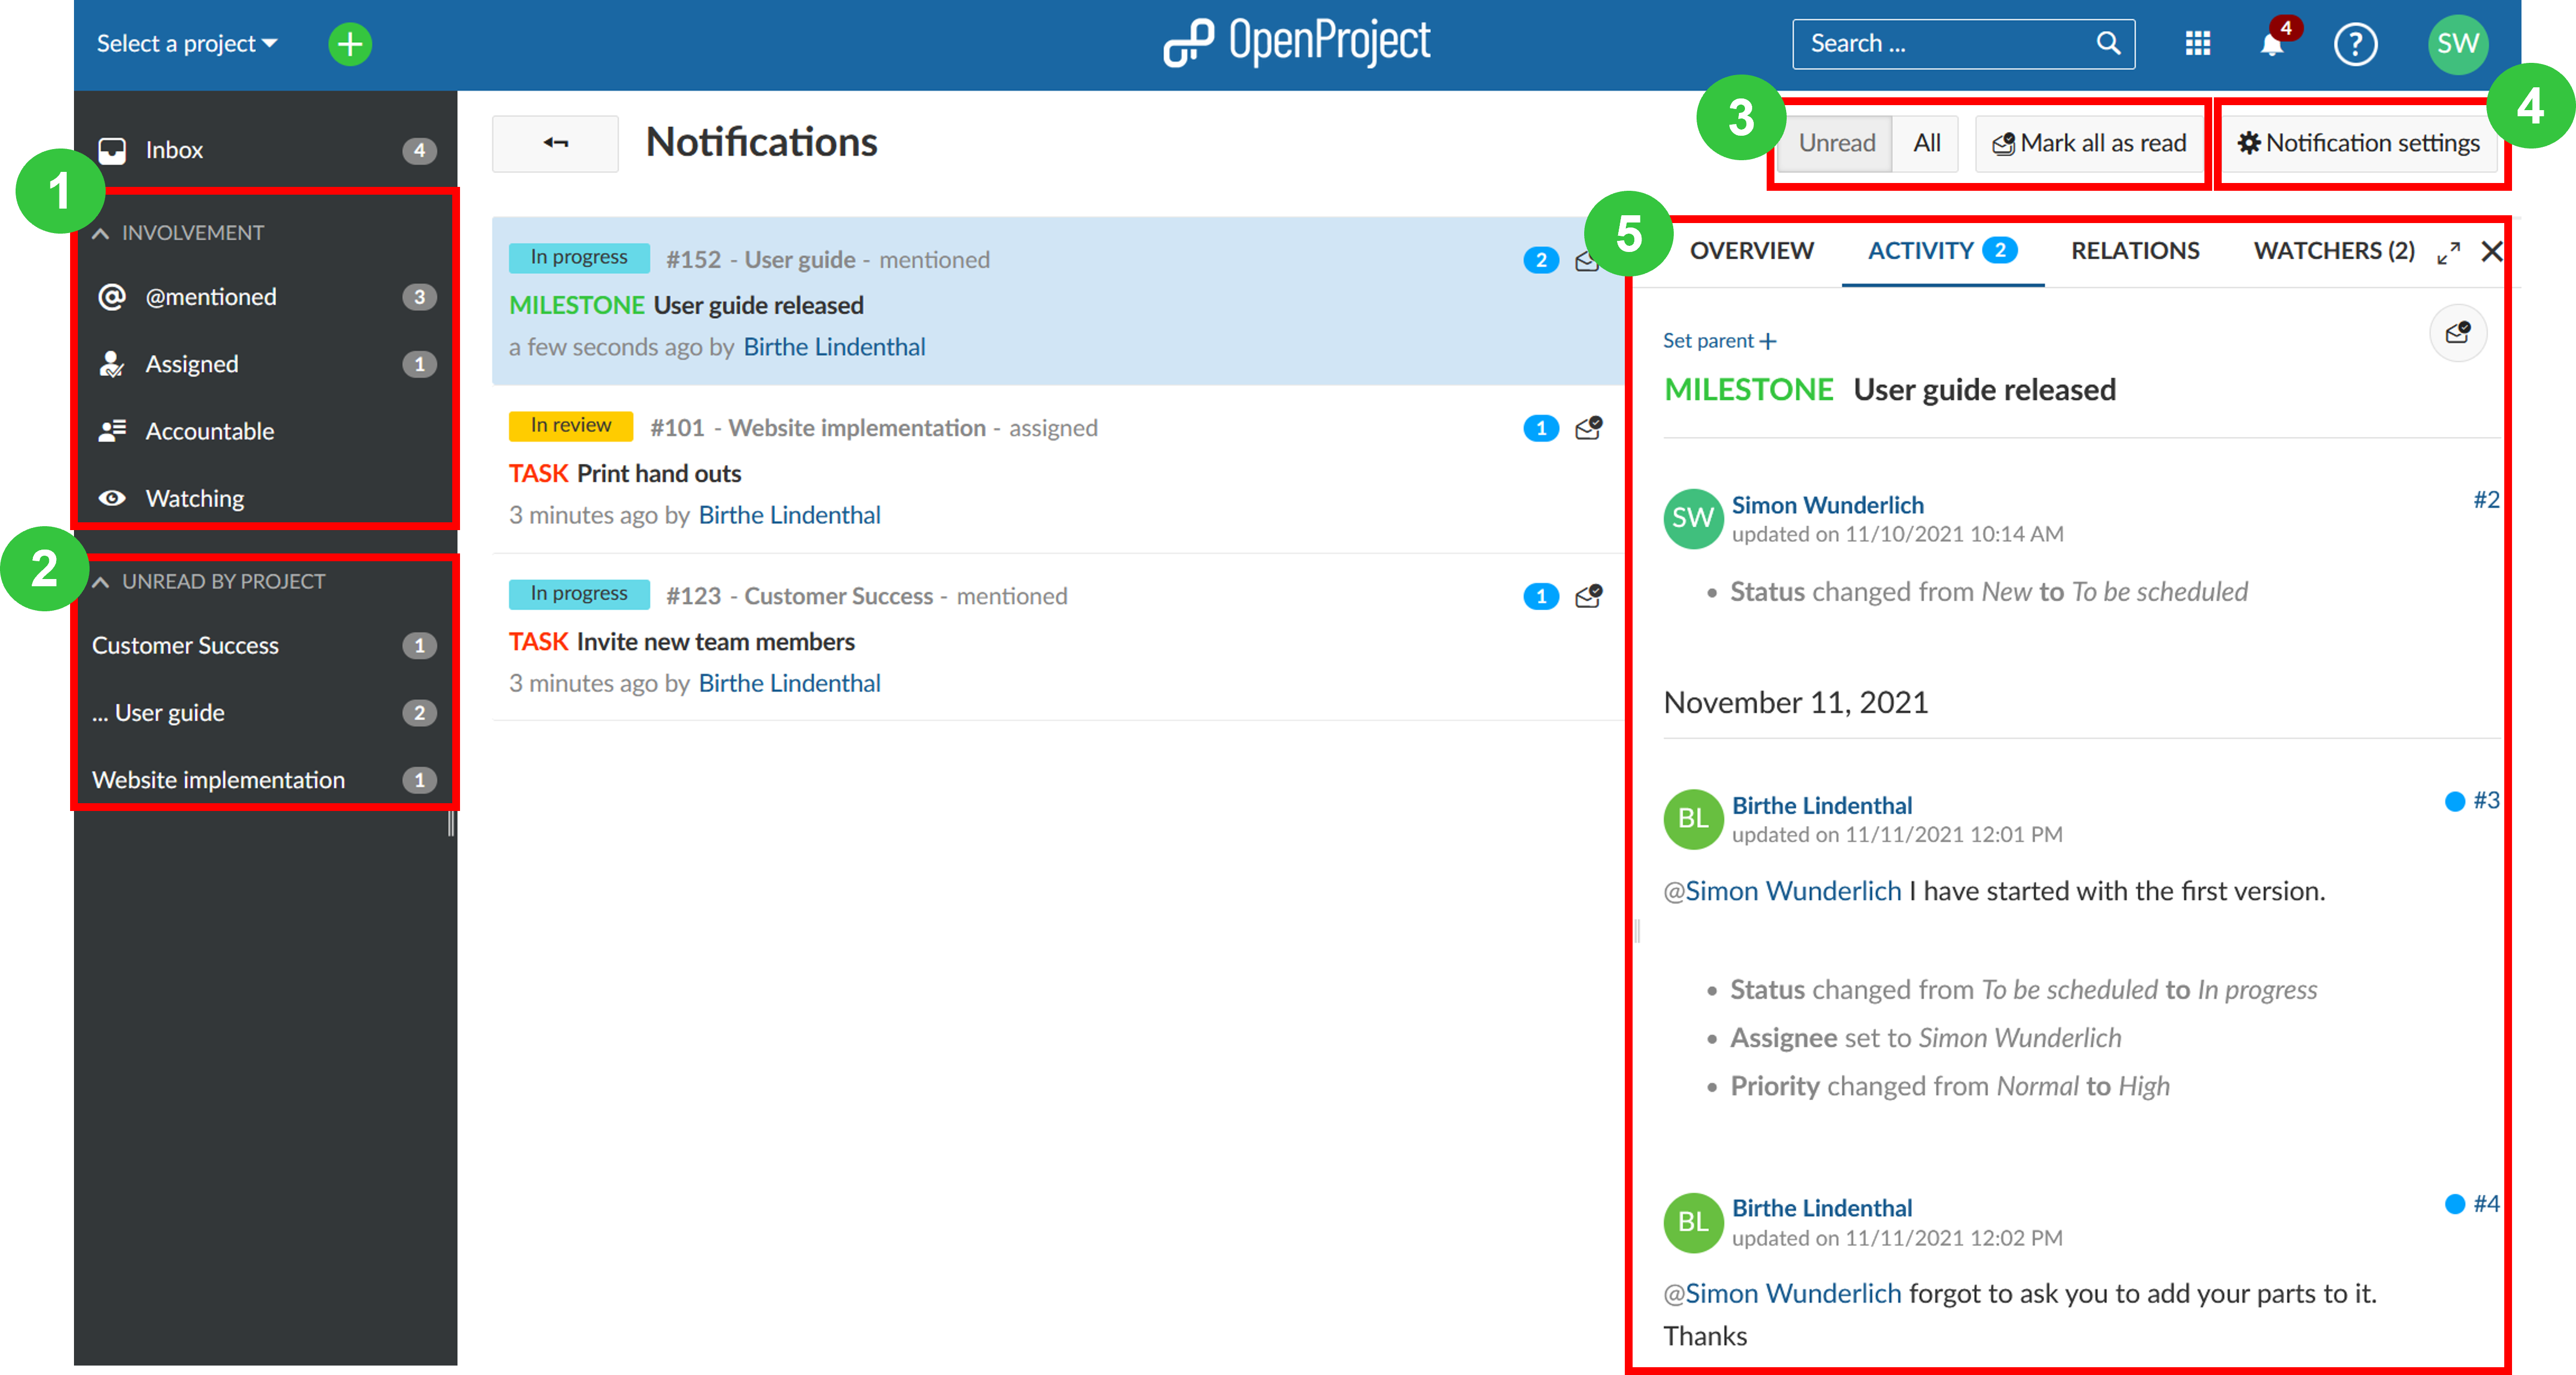 Select a project
OpenProject
Search ...
4
SW
1
Inbox 4
INVOLVEMENT
@mentioned 3
Assigned 1
Accountable
Watching
2
UNREAD BY PROJECT
Customer Success 1
... User guide 2
Website implementation 1
Notifications
3
Unread All Mark all as read
4
Notification settings
In progress #152 - User guide - mentioned 2
MILESTONE User guide released
a few seconds ago by Birthe Lindenthal
In review #101 - Website implementation - assigned 1
TASK Print hand outs
3 minutes ago by Birthe Lindenthal
In progress #123 - Customer Success - mentioned 1
TASK Invite new team members
3 minutes ago by Birthe Lindenthal
5
OVERVIEW ACTIVITY 2 RELATIONS WATCHERS (2)
Set parent +
MILESTONE User guide released
SW Simon Wunderlich #2
updated on 11/10/2021 10:14 AM
• Status changed from New to To be scheduled
November 11, 2021
BL Birthe Lindenthal #3
updated on 11/11/2021 12:01 PM
@Simon Wunderlich I have started with the first version.
• Status changed from To be scheduled to In progress
• Assignee set to Simon Wunderlich
• Priority changed from Normal to High
BL Birthe Lindenthal #4
updated on 11/11/2021 12:02 PM
@Simon Wunderlich forgot to ask you to add your parts to it.
Thanks